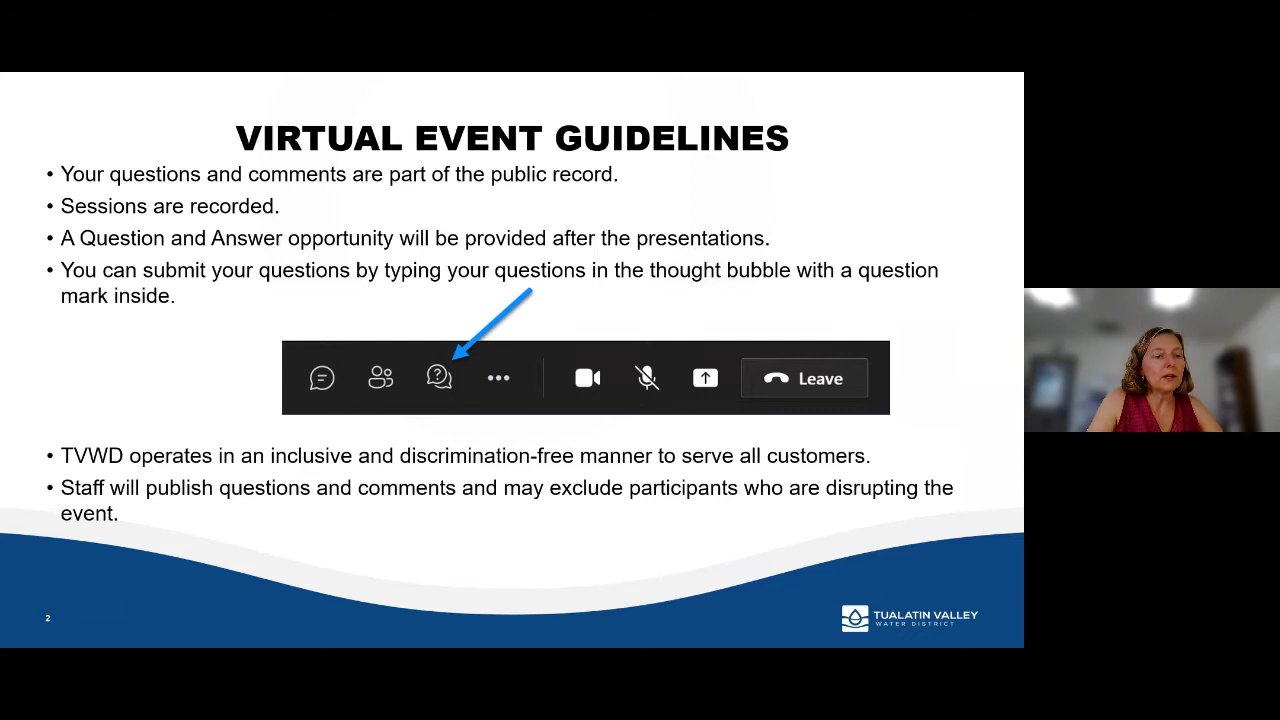 VIRTUAL EVENT GUIDELINES
• Your questions and comments are part of the public record.
• Sessions are recorded.
• A Question and Answer opportunity will be provided after the presentations.
• You can submit your questions by typing your questions in the thought bubble with a question
mark inside.
Leave
• TVWD operates in an inclusive and discrimination-free manner to serve all customers.
• Staff will publish questions and comments and may exclude participants who are disrupting the
event.
2
TUALATIN VALLEY
WATER DISTRICT